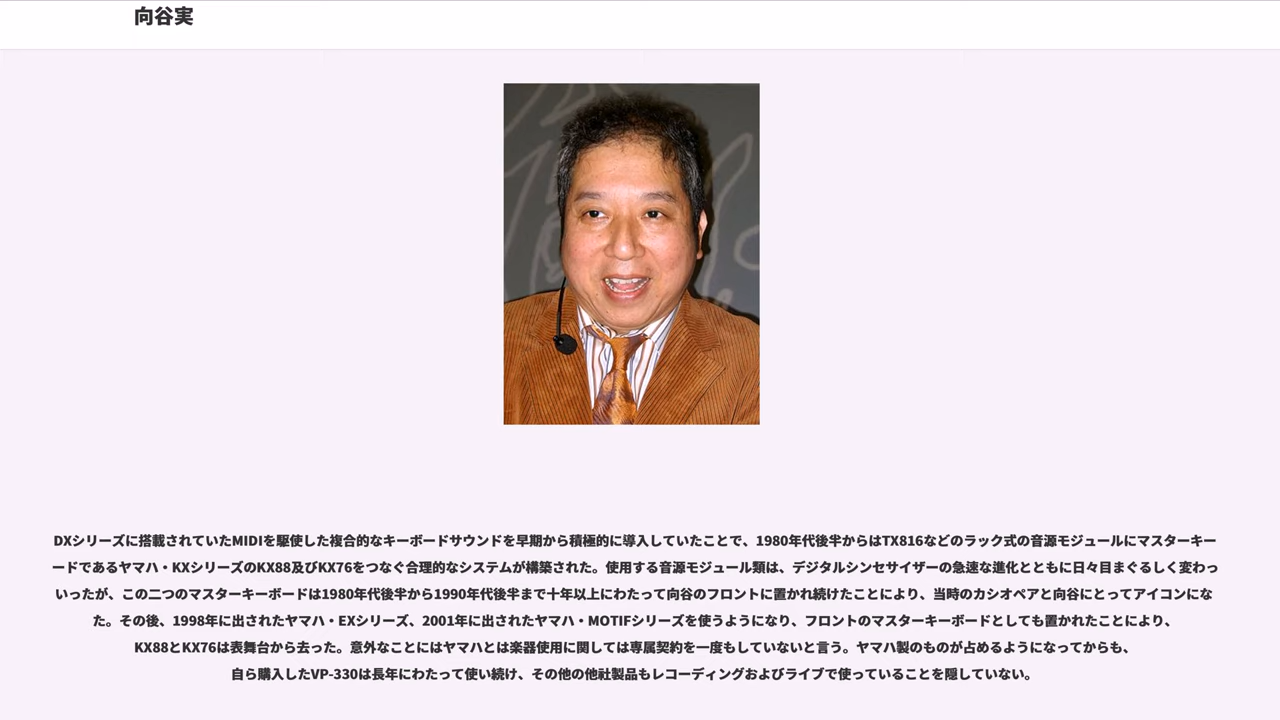 向谷実
DXシリーズに搭載されていたMIDIを駆使した複合的なキーボードサウンドを早期から積極的に導入していたことで、1980年代後半からはTX816などのラック式の音源モジュールにマスターキー
ードであるヤマハ・KXシリーズのKX88及びKX76をつなぐ合理的なシステムが構築された。使用する音源モジュール類は、デジタルシンセサイザーの急速な進化とともに日々目まぐるしく変わっ
いったが、この二つのマスターキーボードは1980年代後半から1990年代後半まで十年以上にわたって向谷のフロントに置かれ続けたことにより、当時のカシオペアと向谷にとってアイコンにな
た。その後、1998年に出されたヤマハ・EXシリーズ、2001年に出されたヤマハ・MOTIFシリーズを使うようになり、フロントのマスターキーボードとしても置かれたことにより、
KX88とKX76は表舞台から去った。意外なことにはヤマハとは楽器使用に関しては専属契約を一度もしていないと言う。ヤマハ製のものが占めるようになってからも、
自ら購入したVP-330は長年にわたって使い続け、その他の他社製品もレコーディングおよびライブで使っていることを隠していない。